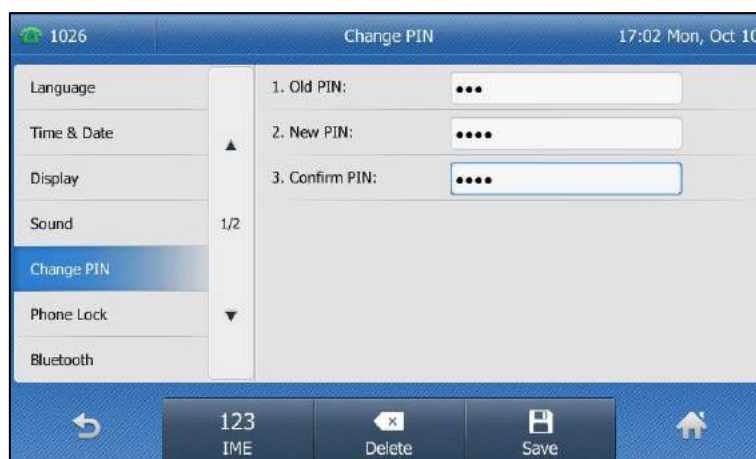 1026 Change PIN 17:02 Mon, Oct 10
Language
Time & Date
Display
Sound
Change PIN
Phone Lock
Bluetooth
1/2
1. Old PIN: •••
2. New PIN: ••••
3. Confirm PIN: ••••
123
IME
Delete
Save